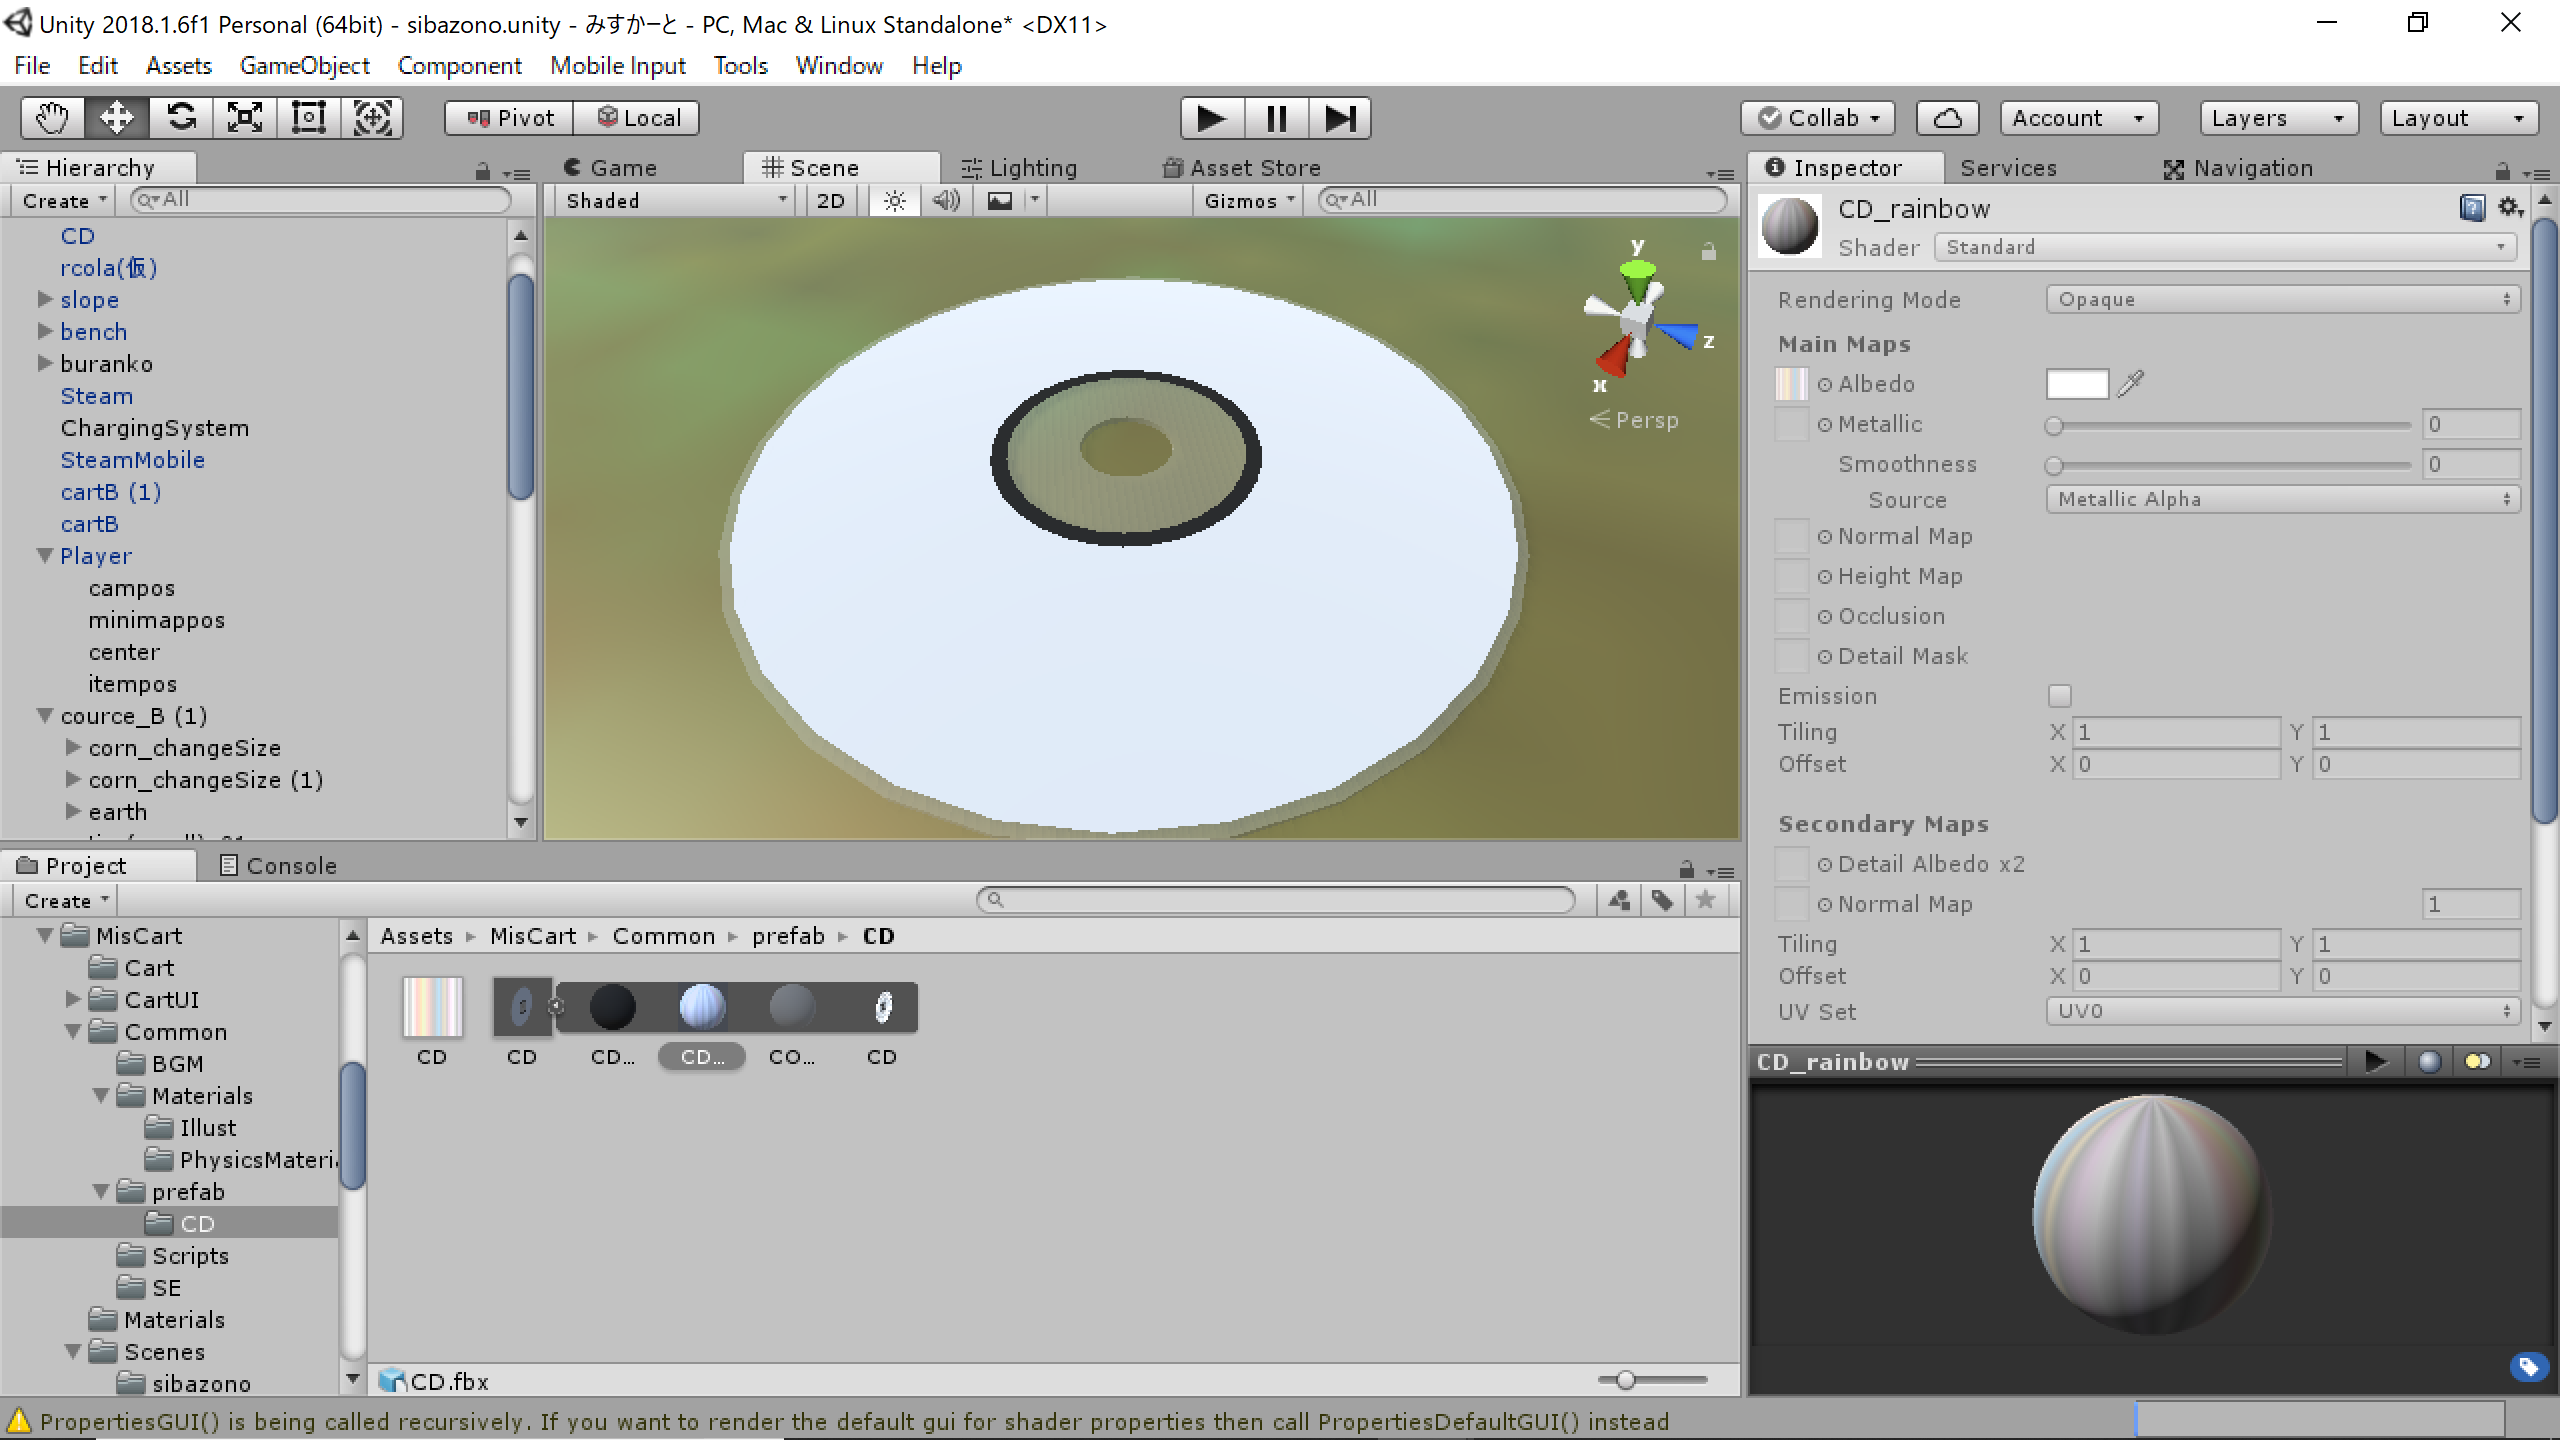 Unity 2018.1.6f1 Personal (64bit) - sibazono.unity - みすかーと - PC, Mac & Linux Standalone* <DX11>
File Edit Assets GameObject Component Mobile Input Tools Window Help
Pivot Local Collab Account Layers Layout
Hierarchy
Create All
CD
rcola(仮)
slope
bench
buranko
Steam
ChargingSystem
SteamMobile
cartB (1)
cartB
Player
campos
minimappos
center
itempos
cource_B (1)
corn_changeSize
corn_changeSize (1)
earth
Game Scene Lighting Asset Store
Shaded 2D Gizmos All
y
z
x
Persp
Inspector Services Navigation
CD_rainbow
Shader Standard
Rendering Mode Opaque
Main Maps
Albedo
Metallic 0
Smoothness 0
Source Metallic Alpha
Normal Map
Height Map
Occlusion
Detail Mask
Emission
Tiling X 1 Y 1
Offset X 0 Y 0
Secondary Maps
Detail Albedo x2
Normal Map 1
Tiling X 1 Y 1
Offset X 0 Y 0
UV Set UV0
CD_rainbow
Project Console
Create
MisCart
Cart
CartUI
Common
BGM
Materials
Illust
PhysicsMateri
prefab
CD
Scripts
SE
Materials
Scenes
sibazono
Assets MisCart Common prefab CD
CD CD CD... CD... CO... CD
CD.fbx
PropertiesGUI() is being called recursively. If you want to render the default gui for shader properties then call PropertiesDefaultGUI() instead